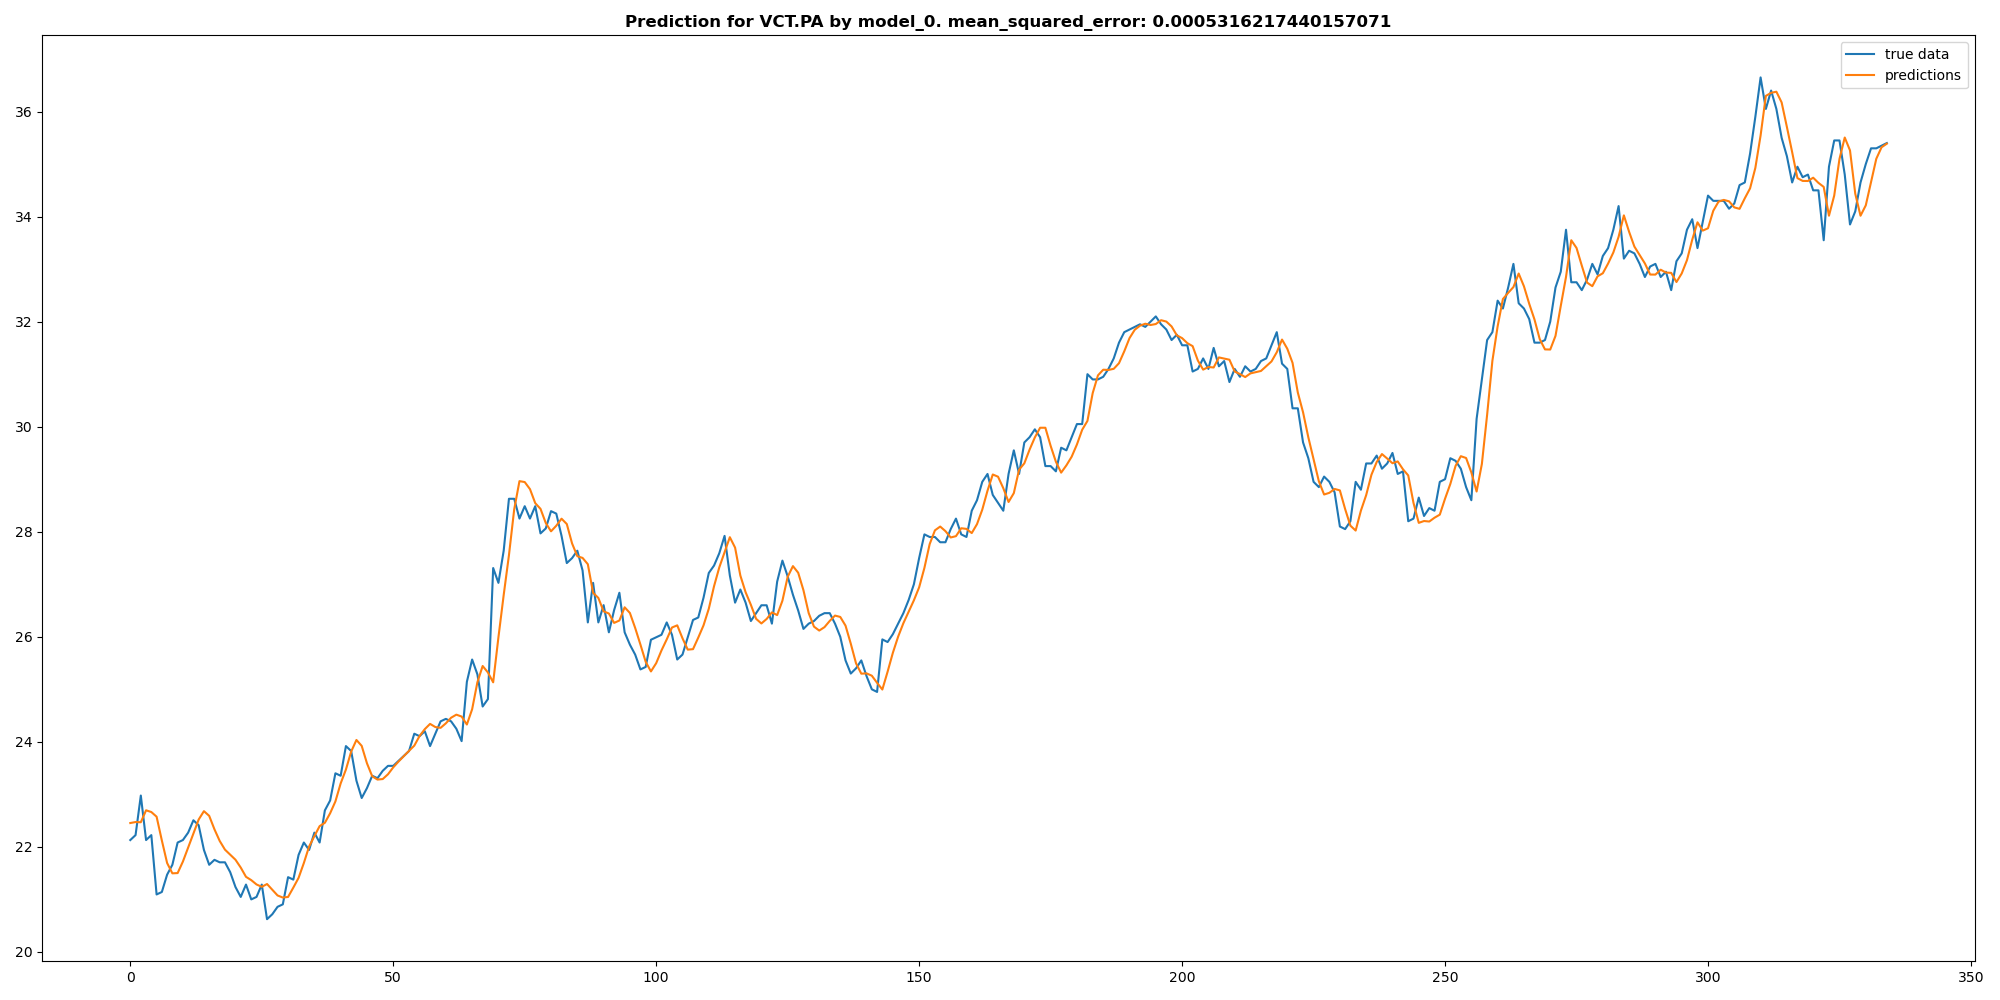 Prediction for VCT.PA by model_0. mean_squared_error: 0.0005316217440157071
true data
predictions
36
34
32
30
28
26
24
22
20
0 50 100 150 200 250 300 350